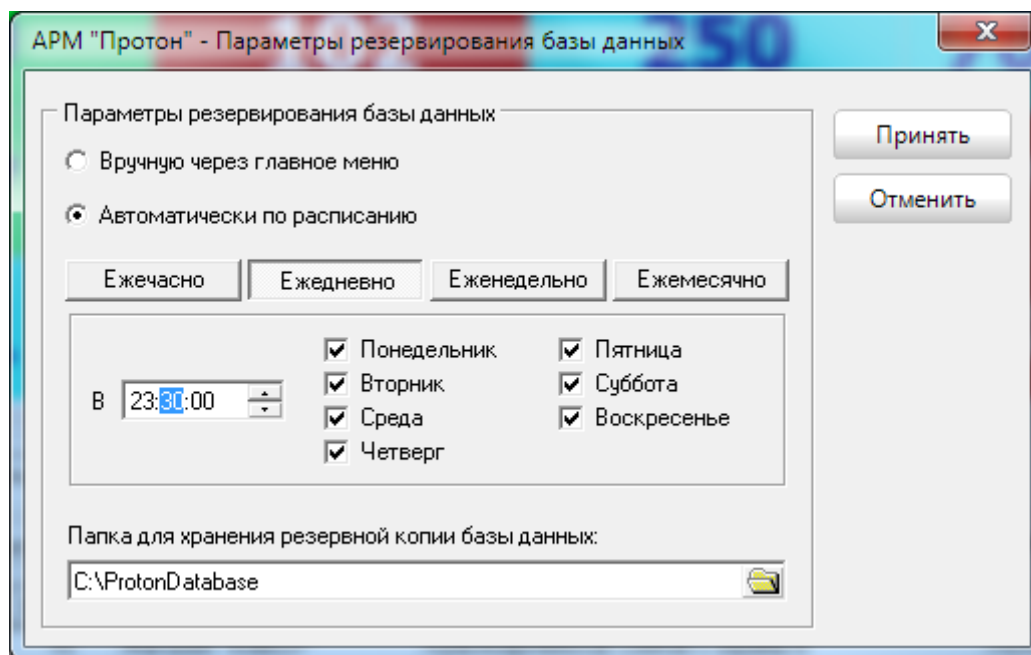 АРМ "Протон" - Параметры резервирования базы данных
Параметры резервирования базы данных
Вручную через главное меню
Автоматически по расписанию
Ежечасно Ежедневно Еженедельно Ежемесячно
Понедельник Пятница
Вторник Суббота
В 23:30:00
Среда Воскресенье
Четверг
Папка для хранения резервной копии базы данных:
C:\ProtonDatabase
Принять
Отменить
250